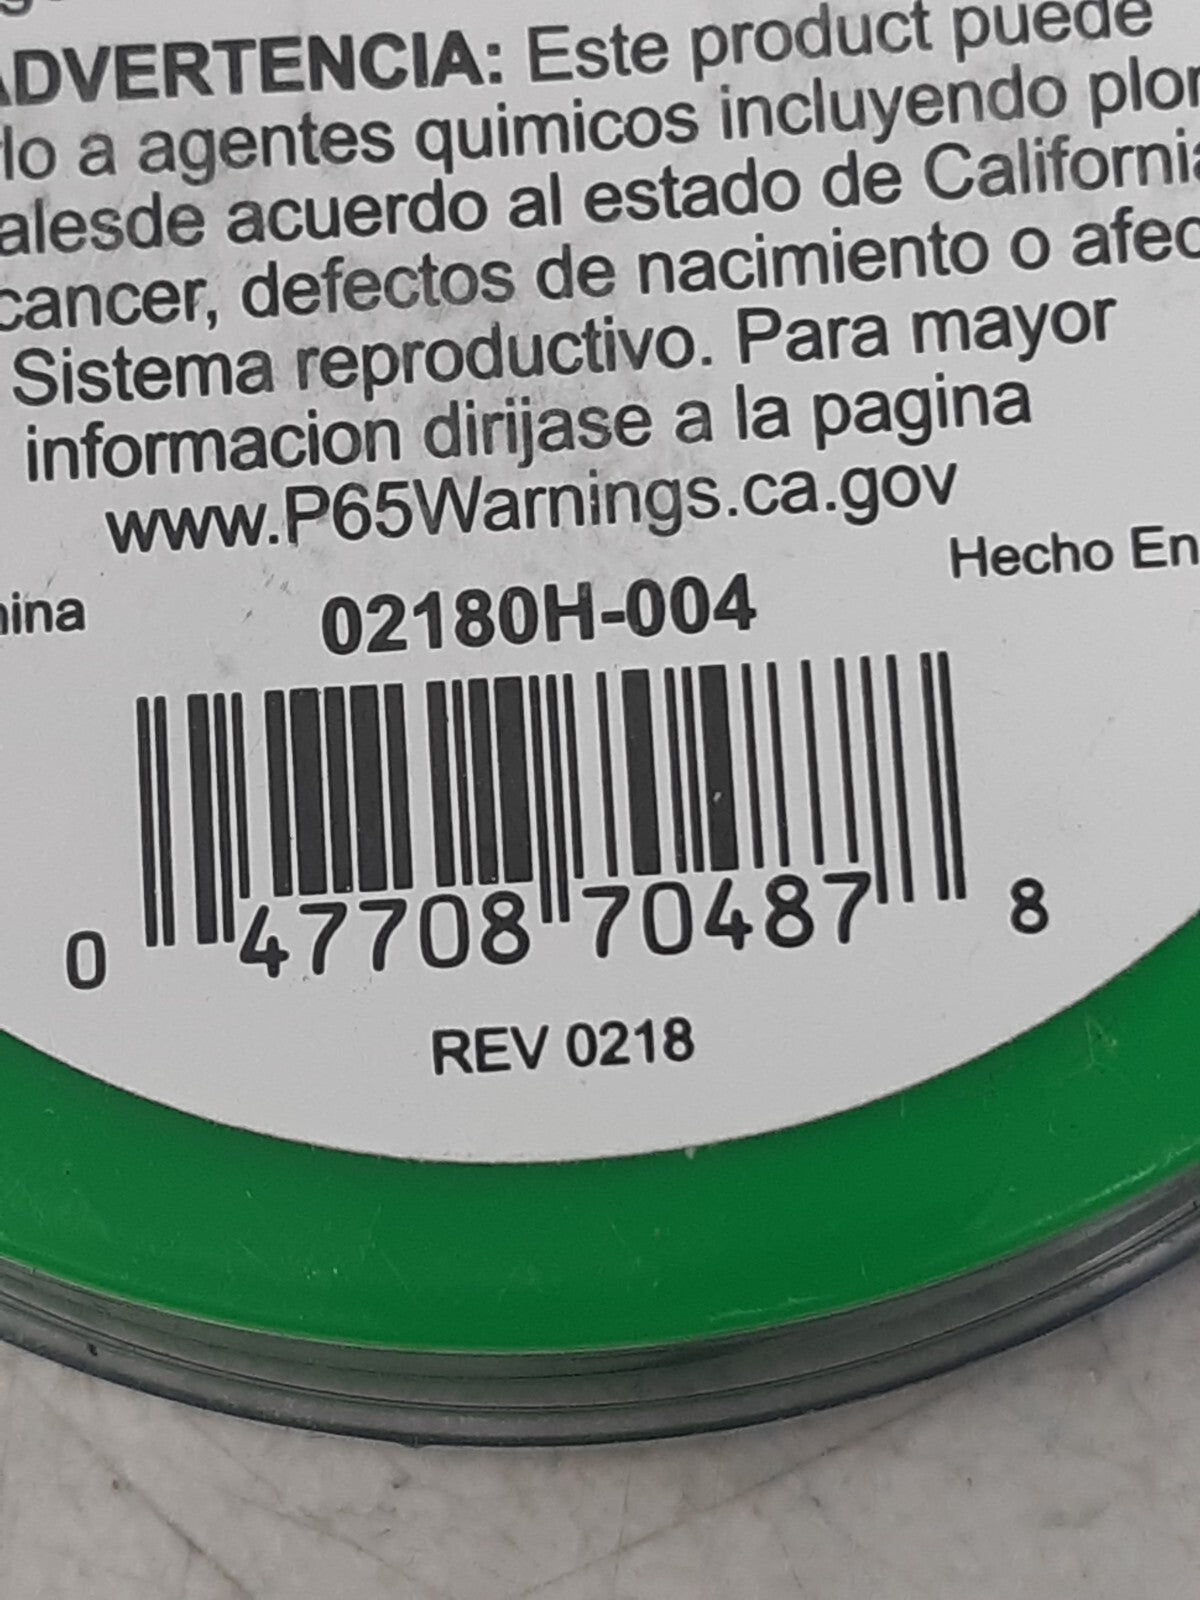 ADVERTENCIA: Este product puede
a agentes quimicos incluyendo
acuerdo al estado de California
cancer, defectos de nacimiento o
Sistema reproductivo. Para mayor
informacion dirijase a la pagina
www.P65Warnings.ca.gov
Hecho En
02180H-004
0 47708 70487 8
REV 0218